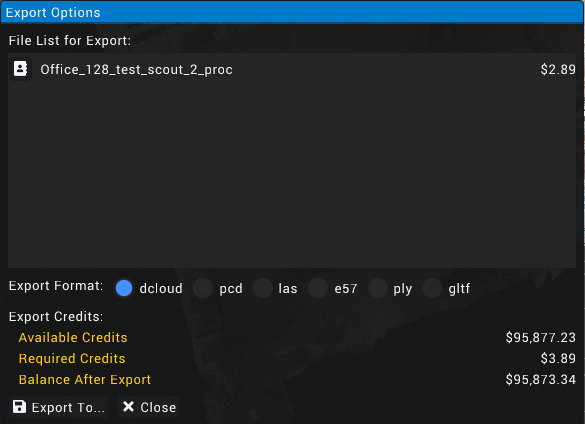 Export Options
File List for Export:
Office_128_test_scout_2_proc $2.89
Export Format: dcloud pcd las e57 ply gltf
Export Credits:
Available Credits $95,877.23
Required Credits $3.89
Balance After Export $95,873.34
Export To... Close